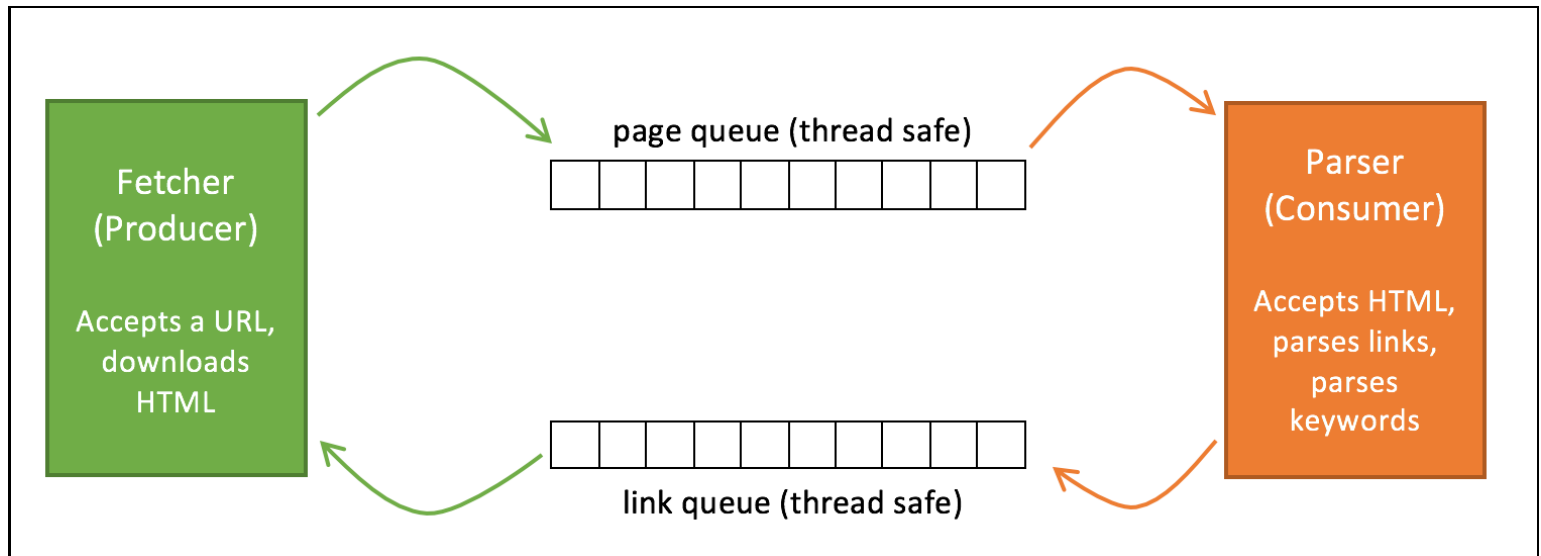 Fetcher
(Producer)
Accepts a URL,
downloads
HTML
page queue (thread safe)
link queue (thread safe)
Parser
(Consumer)
Accepts HTML,
parses links,
parses
keywords